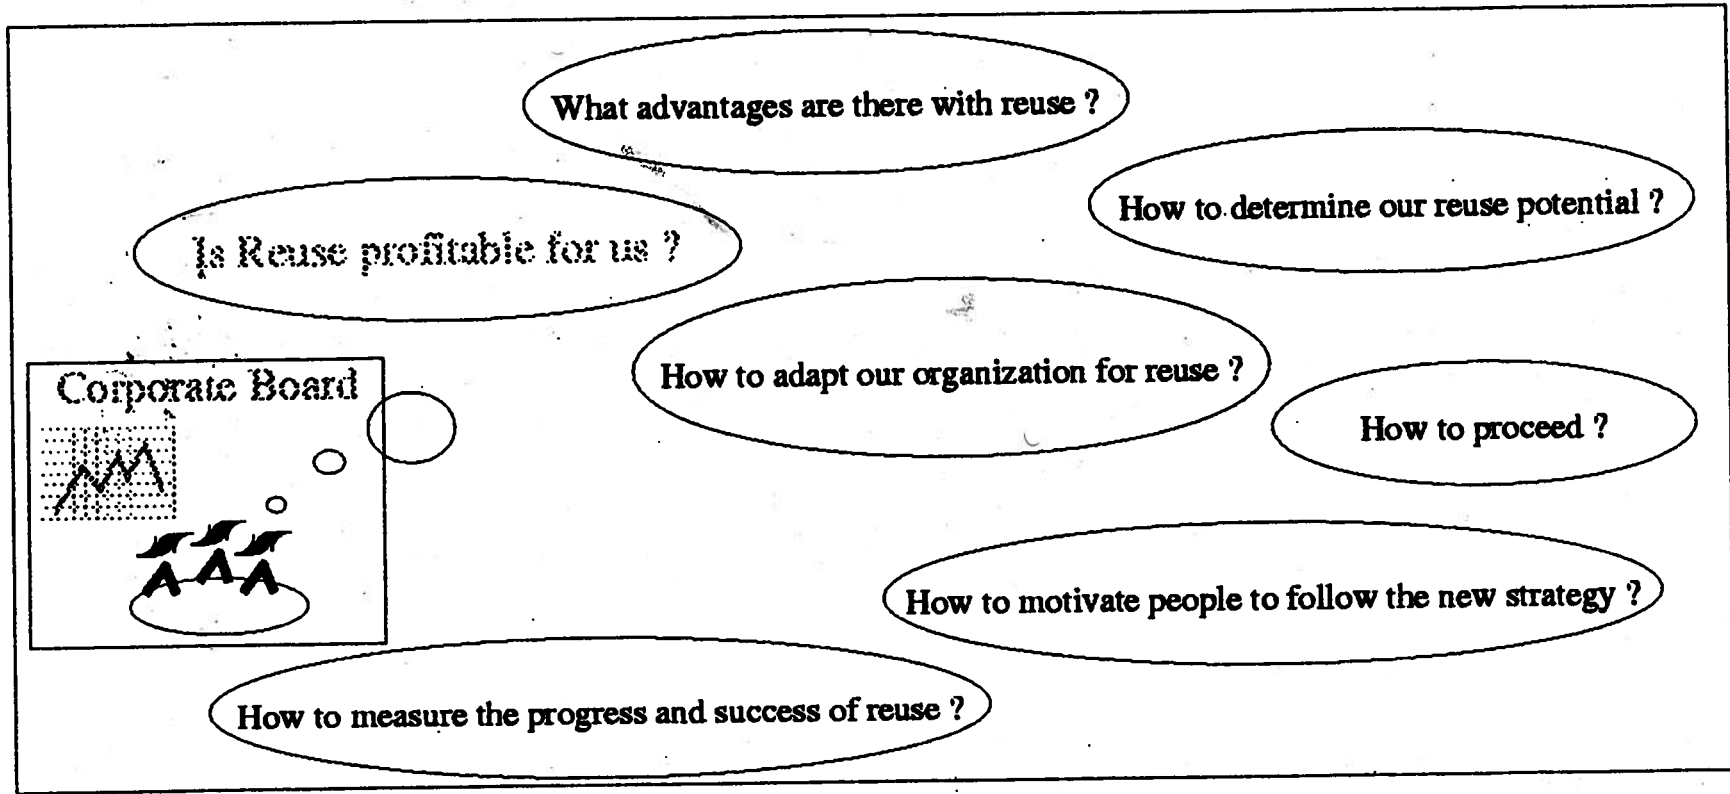 What advantages are there with reuse ?
How to determine our reuse potential ?
Is Reuse profitable for us ?
How to adapt our organization for reuse ?
Corporate Board
How to proceed ?
How to motivate people to follow the new strategy ?
How to measure the progress and success of reuse ?